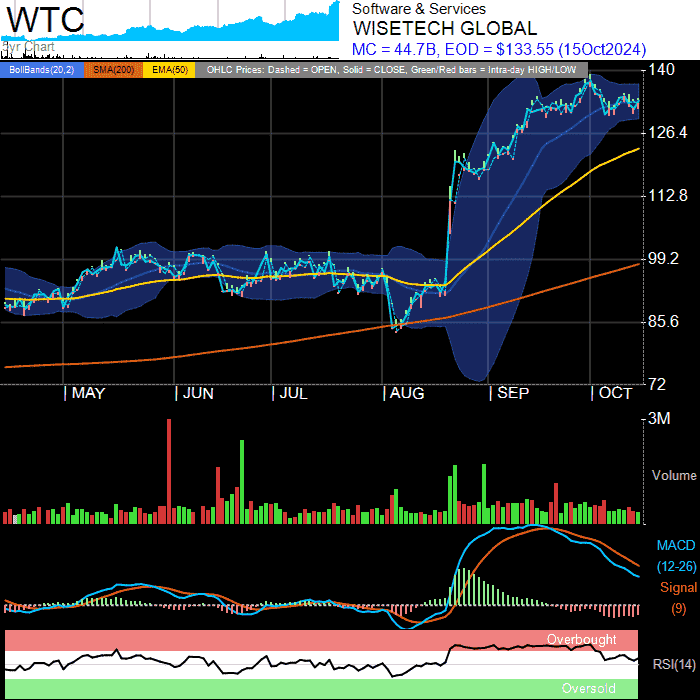 WTC
5yr Chart
Software & Services
WISETECH GLOBAL
MC = 44.7B, EOD = $133.55 (15Oct2024)
BollBands(20,2) SMA(200) EMA(50) OHLC Prices: Dashed = OPEN, Solid = CLOSE, Green/Red bars = Intra-day HIGH/LOW
140
126.4
112.8
99.2
85.6
72
MAY JUN JUL AUG SEP OCT
3M
Volume
MACD
(12-26)
Signal
(9)
Overbought
RSI(14)
Oversold